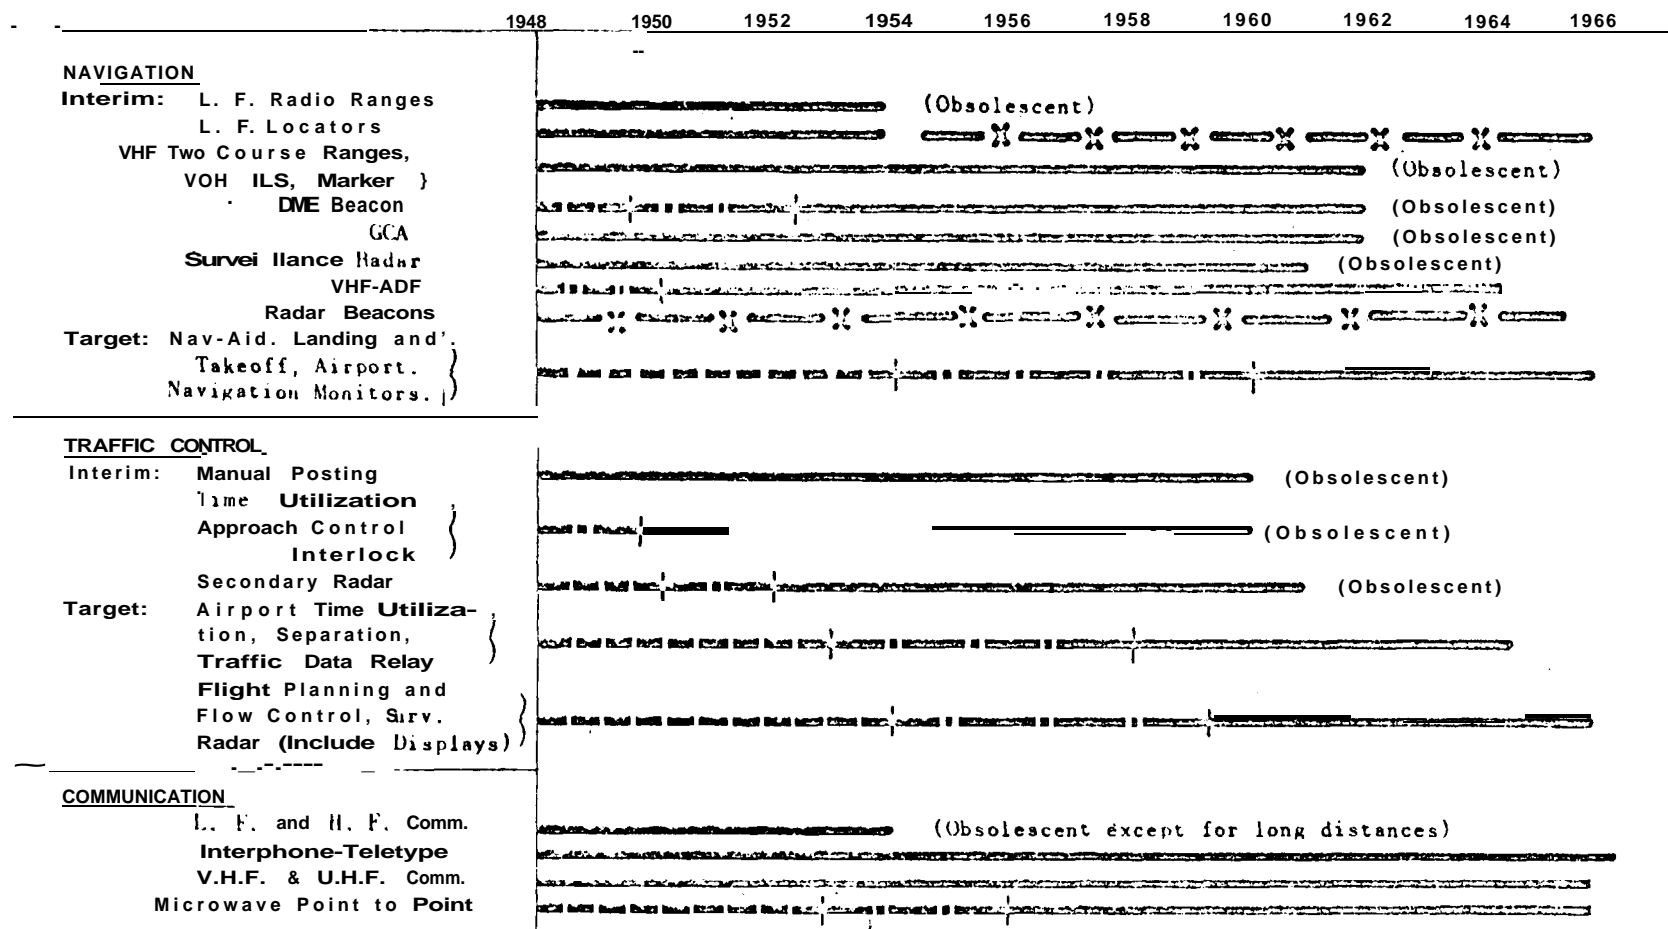 1948 1950 1952 1954 1956 1958 1960 1962 1964 1966
NAVIGATION
Interim: L. F. Radio Ranges (Obsolescent)
L. F. Locators
VHF Two Course Ranges,
VOH ILS, Marker } (Obsolescent)
DME Beacon (Obsolescent)
GCA (Obsolescent)
Surveillance Radar (Obsolescent)
VHF-ADF
Radar Beacons
Target: Nav-Aid. Landing and
Takeoff, Airport.
Navigation Monitors.
TRAFFIC CONTROL
Interim: Manual Posting (Obsolescent)
Time Utilization,
Approach Control (Obsolescent)
Interlock
Secondary Radar (Obsolescent)
Target: Airport Time Utiliza-
tion, Separation,
Traffic Data Relay
Flight Planning and
Flow Control, Surv.
Radar (Include Displays)
COMMUNICATION
L. F. and H. F. Comm. (Obsolescent except for long distances)
Interphone-Teletype
V.H.F. & U.H.F. Comm.
Microwave Point to Point